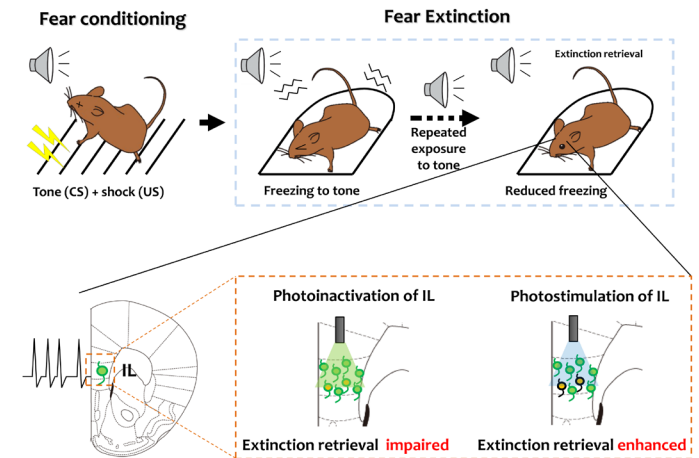 Fear conditioning
Fear Extinction
Extinction retrieval
Repeated
exposure
to tone
Tone (CS) + shock (US)
Freezing to tone
Reduced freezing
Photoinactivation of IL
Photostimulation of IL
IL
Extinction retrieval impaired
Extinction retrieval enhanced